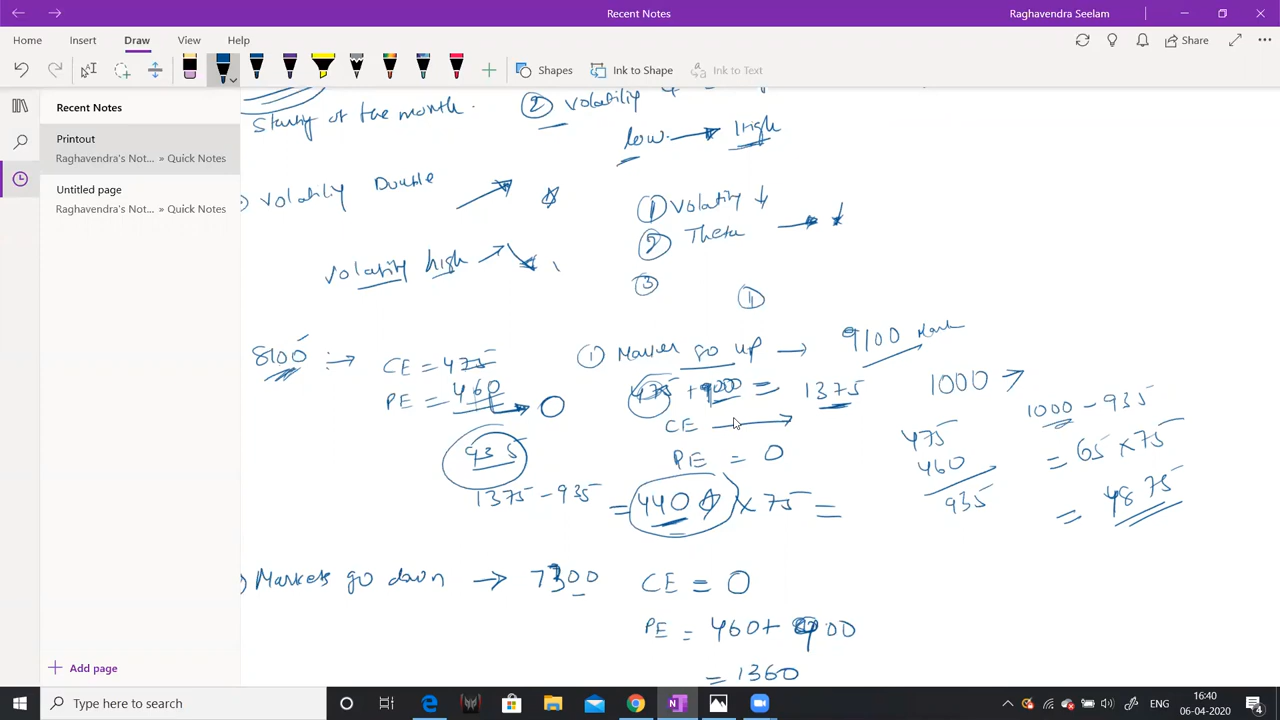 Recent Notes
Raghavendra Seelam
Home
Insert
Draw
View
Help
Share
Shapes
Ink to Shape
Ink to Text
Recent Notes
Printout
Raghavendra's Not... » Quick Notes
Untitled page
Raghavendra's Not... » Quick Notes
Starting of the month.
② Volatility
low. → High
Volatility Double
① Volatility ↓
② Theta → ↓
Volatility high →
③
8100 :→
CE = 475
PE = 460 → 0
935
① Market go up → 9100 Mark
475 + 900 = 1375
CE →
PE = 0
1375 - 935 = 440 × 75 =
1000 →
475
460
935
1000 - 935
= 65 × 75
= 4875
Markets go down → 7300
CE = 0
PE = 460 + 900
= 1360
Add page
Type here to search
16:40
06-04-2020
4